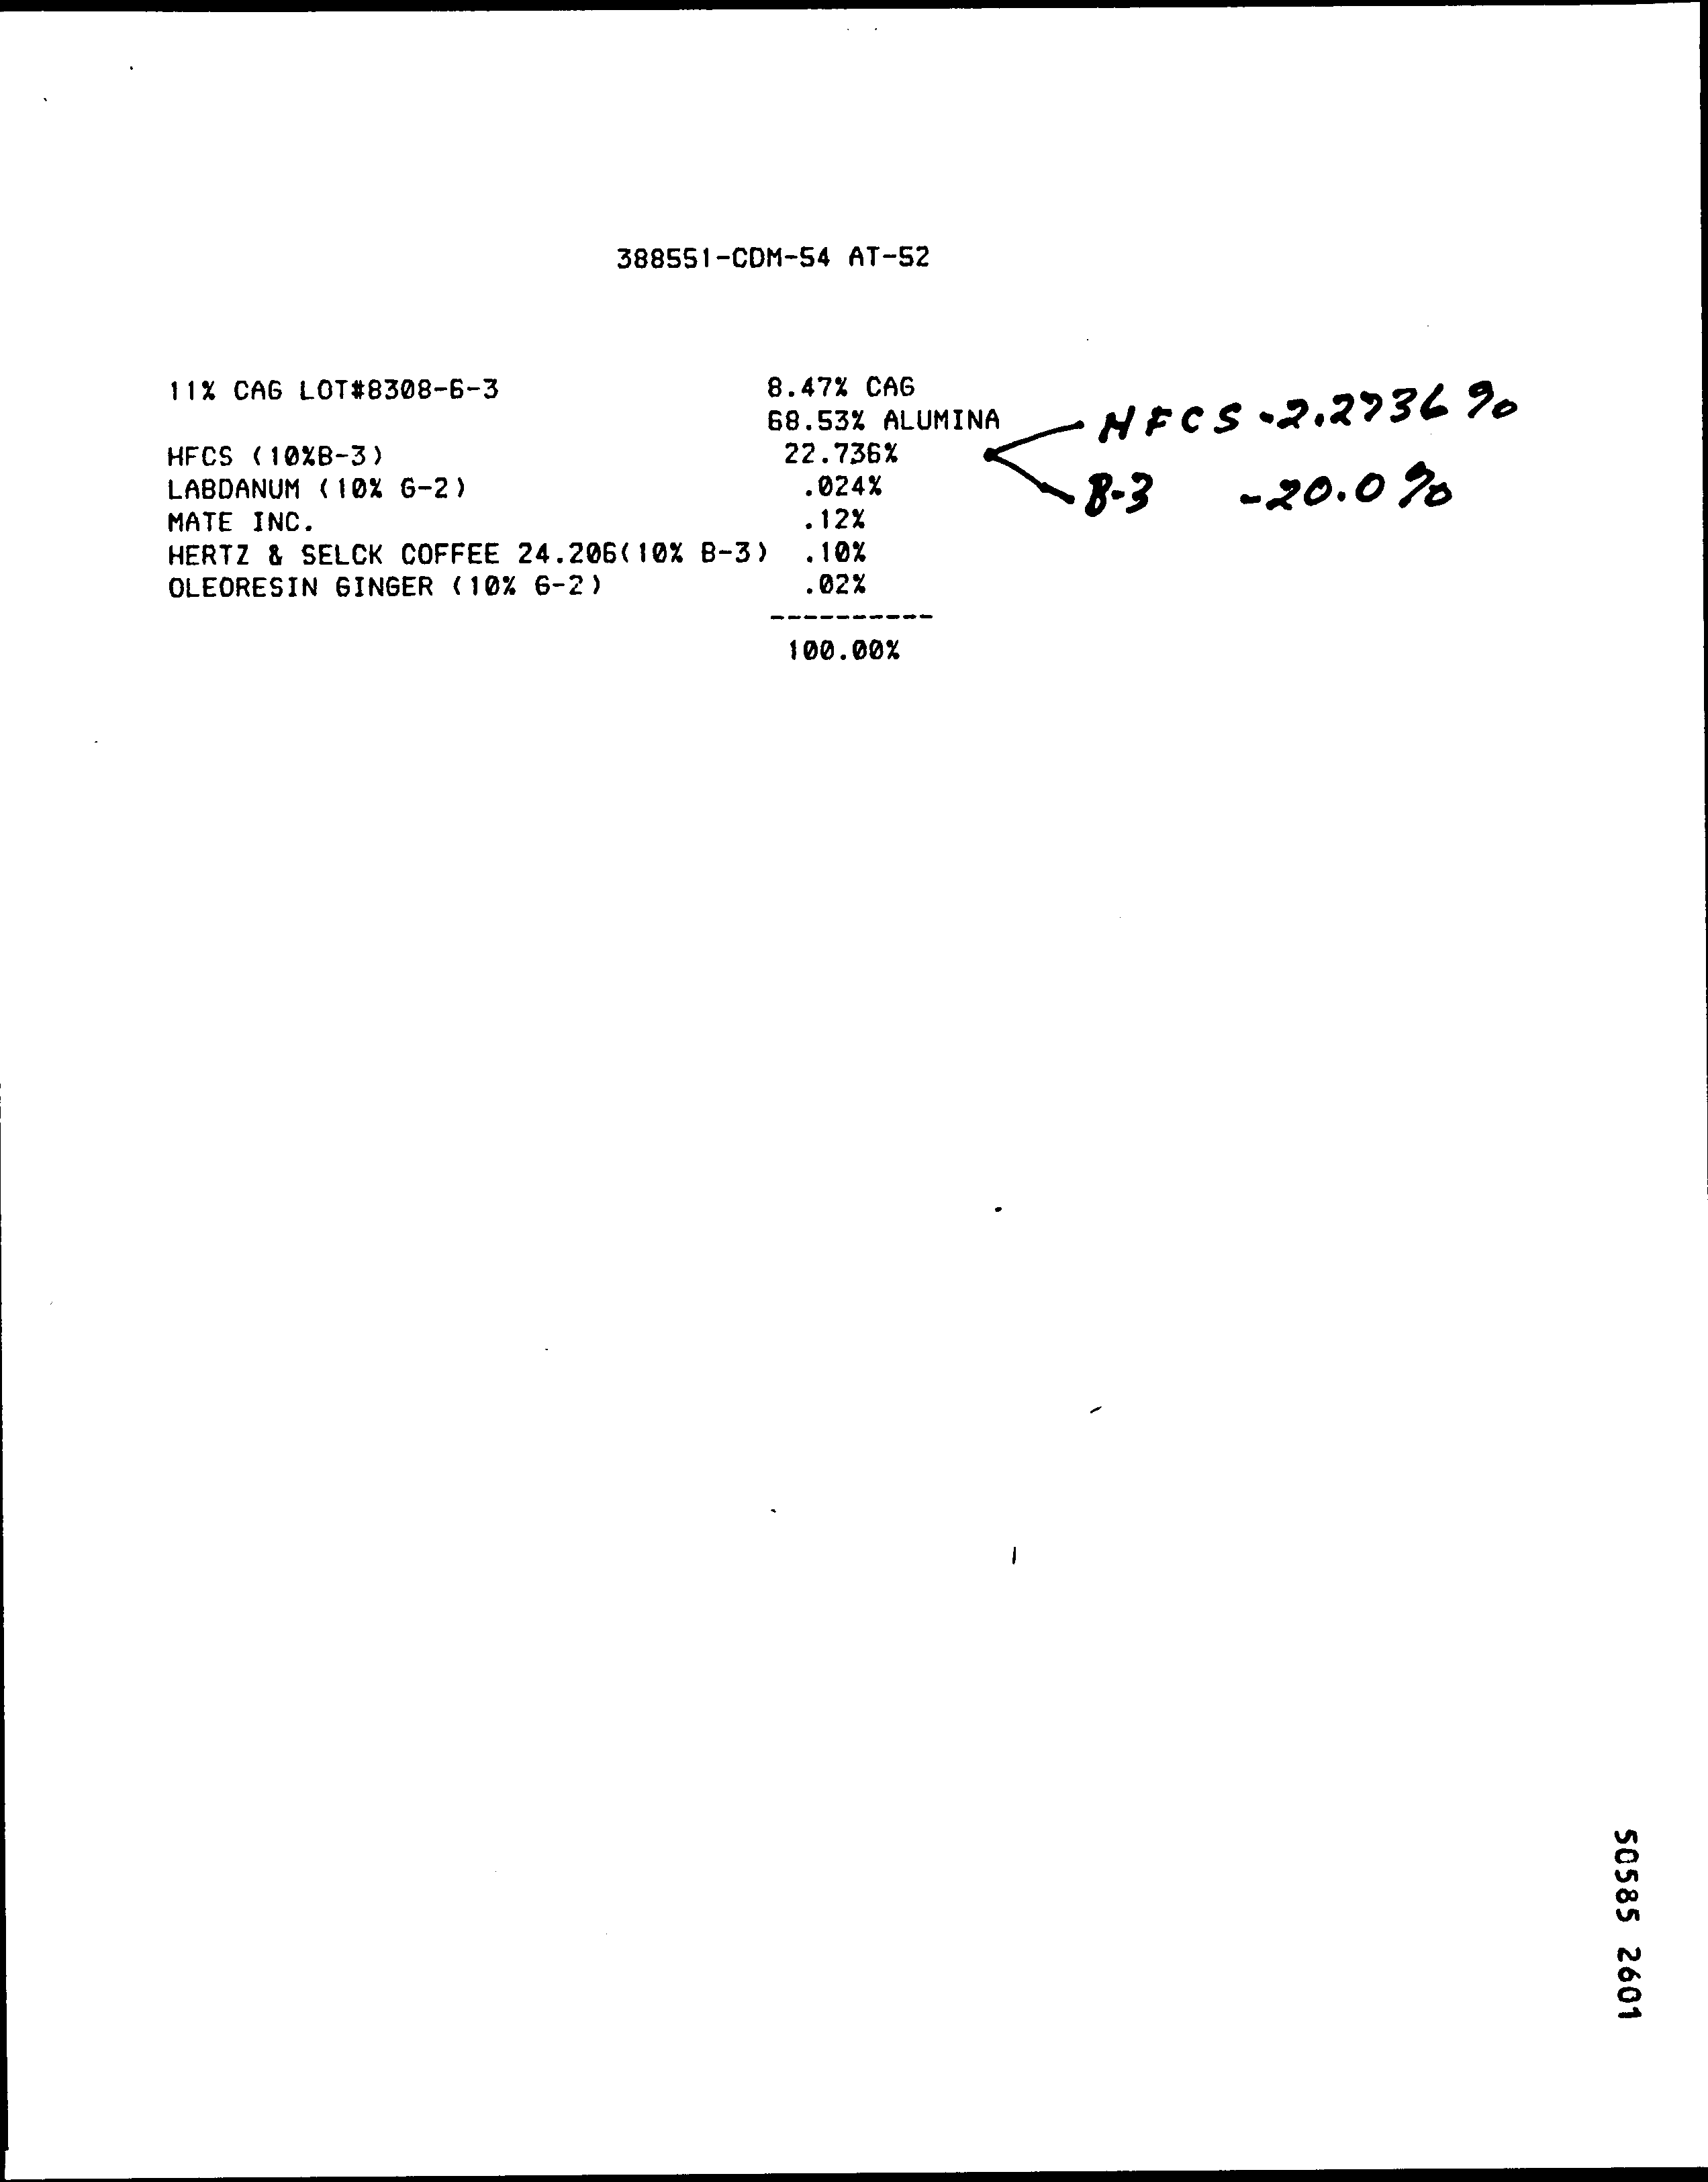 388551-CDM-54 AT-52
11% CAG LOT#8308-6-3 8.47% CAG
68.53% ALUMINA
HFCS (10%B-3) 22.736%
HFCS -2.2736%
B-3 -20.0%
LABDANUM (10% G-2) .024%
MATE INC. .12%
HERTZ & SELCK COFFEE 24.206(10% B-3) .10%
OLEORESIN GINGER (10% G-2) .02%
----------
100.00%
50585 2601